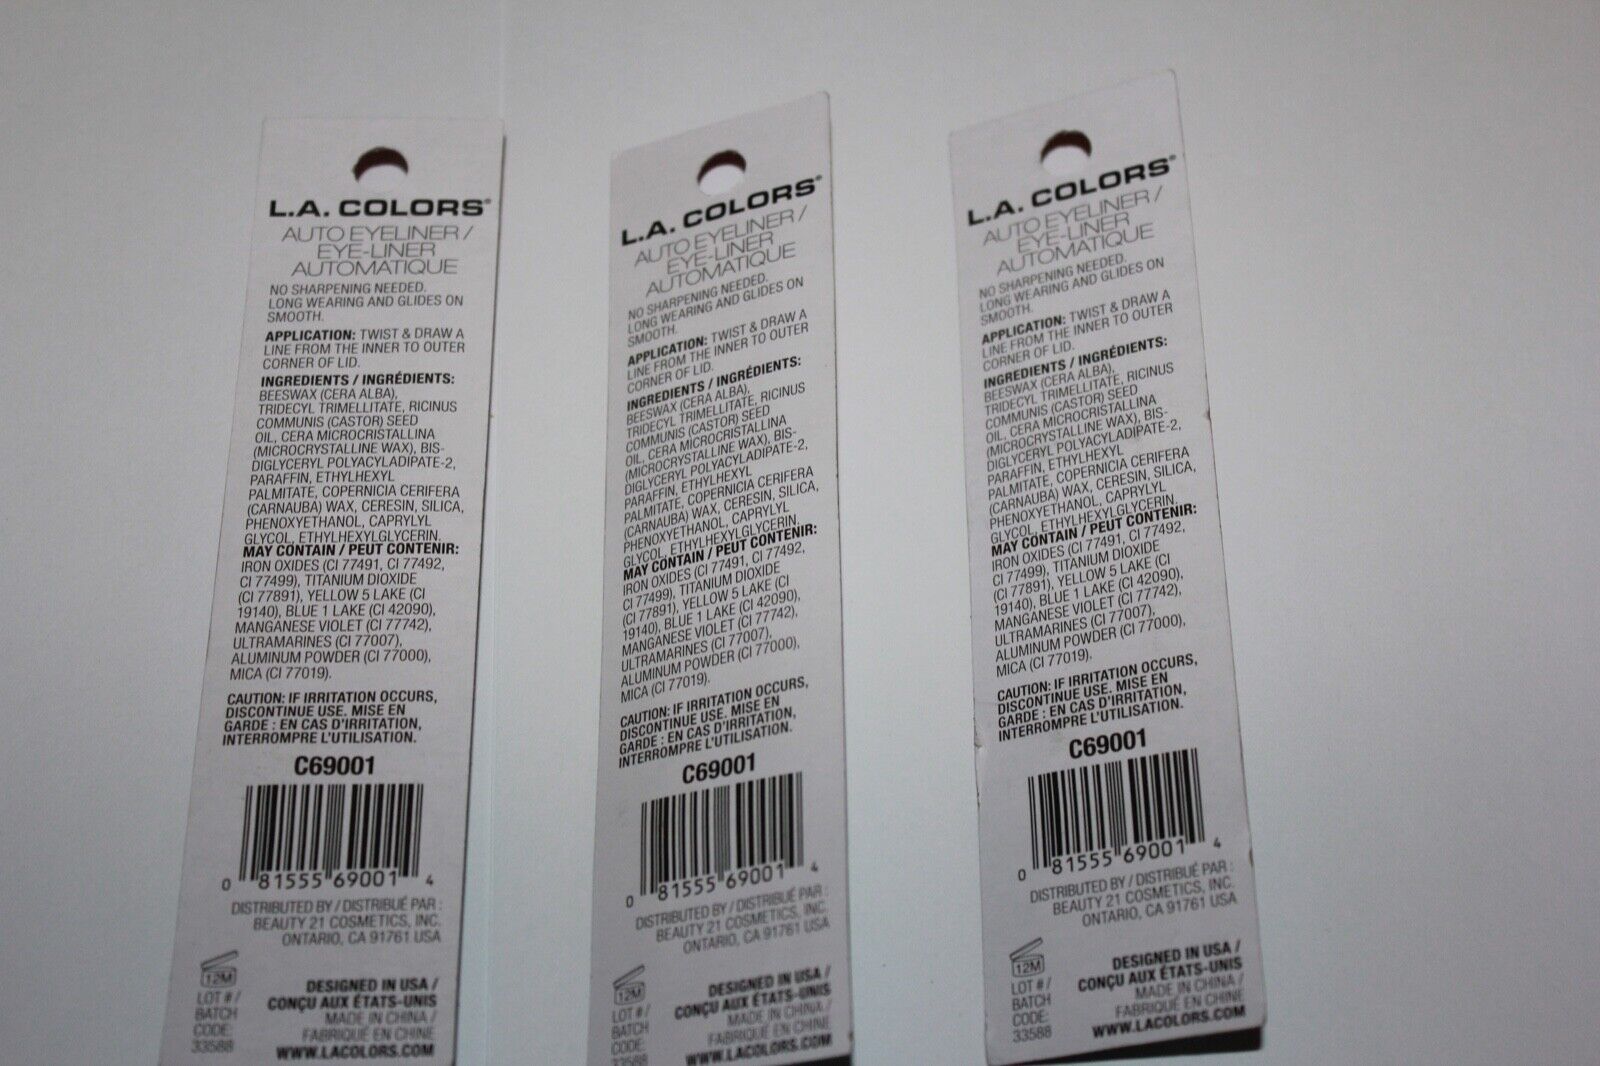 L.A. COLORS®
AUTO EYELINER /
EYE-LINER
AUTOMATIQUE
NO SHARPENING NEEDED.
LONG WEARING AND GLIDES ON
SMOOTH.
APPLICATION: TWIST & DRAW A
LINE FROM THE INNER TO OUTER
CORNER OF LID.
INGREDIENTS / INGRÉDIENTS:
BEESWAX (CERA ALBA),
TRIDECYL TRIMELLITATE, RICINUS
COMMUNIS (CASTOR) SEED
OIL, CERA MICROCRISTALLINA
(MICROCRYSTALLINE WAX), BIS-
DIGLYCERYL POLYACYLADIPATE-2,
PARAFFIN, ETHYLHEXYL
PALMITATE, COPERNICIA CERIFERA
(CARNAUBA) WAX, CERESIN, SILICA,
PHENOXYETHANOL, CAPRYLYL
GLYCOL, ETHYLHEXYLGLYCERIN.
MAY CONTAIN / PEUT CONTENIR:
IRON OXIDES (CI 77491, CI 77492,
CI 77499), TITANIUM DIOXIDE
(CI 77891), YELLOW 5 LAKE (CI
19140), BLUE 1 LAKE (CI 42090),
MANGANESE VIOLET (CI 77742),
ULTRAMARINES (CI 77007),
ALUMINUM POWDER (CI 77000),
MICA (CI 77019).
CAUTION: IF IRRITATION OCCURS,
DISCONTINUE USE. MISE EN
GARDE : EN CAS D'IRRITATION,
INTERROMPRE L'UTILISATION.
C69001
0 81555 69001 4
DISTRIBUTED BY / DISTRIBUÉ PAR :
BEAUTY 21 COSMETICS, INC.
ONTARIO, CA 91761 USA
12M
LOT # /
BATCH
CODE:
33588
DESIGNED IN USA /
CONÇU AUX ÉTATS-UNIS
MADE IN CHINA /
FABRIQUÉ EN CHINE
WWW.LACOLORS.COM
L.A. COLORS®
AUTO EYELINER /
EYE-LINER
AUTOMATIQUE
NO SHARPENING NEEDED.
LONG WEARING AND GLIDES ON
SMOOTH.
APPLICATION: TWIST & DRAW A
LINE FROM THE INNER TO OUTER
CORNER OF LID.
INGREDIENTS / INGRÉDIENTS:
BEESWAX (CERA ALBA),
TRIDECYL TRIMELLITATE, RICINUS
COMMUNIS (CASTOR) SEED
OIL, CERA MICROCRISTALLINA
(MICROCRYSTALLINE WAX), BIS-
DIGLYCERYL POLYACYLADIPATE-2,
PARAFFIN, ETHYLHEXYL
PALMITATE, COPERNICIA CERIFERA
(CARNAUBA) WAX, CERESIN, SILICA,
PHENOXYETHANOL, CAPRYLYL
GLYCOL, ETHYLHEXYLGLYCERIN.
MAY CONTAIN / PEUT CONTENIR:
IRON OXIDES (CI 77491, CI 77492,
CI 77499), TITANIUM DIOXIDE
(CI 77891), YELLOW 5 LAKE (CI
19140), BLUE 1 LAKE (CI 42090),
MANGANESE VIOLET (CI 77742),
ULTRAMARINES (CI 77007),
ALUMINUM POWDER (CI 77000),
MICA (CI 77019).
CAUTION: IF IRRITATION OCCURS,
DISCONTINUE USE. MISE EN
GARDE : EN CAS D'IRRITATION,
INTERROMPRE L'UTILISATION.
C69001
0 81555 69001 4
DISTRIBUTED BY / DISTRIBUÉ PAR :
BEAUTY 21 COSMETICS, INC.
ONTARIO, CA 91761 USA
12M
LOT # /
BATCH
CODE:
33588
DESIGNED IN USA /
CONÇU AUX ÉTATS-UNIS
MADE IN CHINA /
FABRIQUÉ EN CHINE
WWW.LACOLORS.COM
L.A. COLORS®
AUTO EYELINER /
EYE-LINER
AUTOMATIQUE
NO SHARPENING NEEDED.
LONG WEARING AND GLIDES ON
SMOOTH.
APPLICATION: TWIST & DRAW A
LINE FROM THE INNER TO OUTER
CORNER OF LID.
INGREDIENTS / INGRÉDIENTS:
BEESWAX (CERA ALBA),
TRIDECYL TRIMELLITATE, RICINUS
COMMUNIS (CASTOR) SEED
OIL, CERA MICROCRISTALLINA
(MICROCRYSTALLINE WAX), BIS-
DIGLYCERYL POLYACYLADIPATE-2,
PARAFFIN, ETHYLHEXYL
PALMITATE, COPERNICIA CERIFERA
(CARNAUBA) WAX, CERESIN, SILICA,
PHENOXYETHANOL, CAPRYLYL
GLYCOL, ETHYLHEXYLGLYCERIN.
MAY CONTAIN / PEUT CONTENIR:
IRON OXIDES (CI 77491, CI 77492,
CI 77499), TITANIUM DIOXIDE
(CI 77891), YELLOW 5 LAKE (CI
19140), BLUE 1 LAKE (CI 42090),
MANGANESE VIOLET (CI 77742),
ULTRAMARINES (CI 77007),
ALUMINUM POWDER (CI 77000),
MICA (CI 77019).
CAUTION: IF IRRITATION OCCURS,
DISCONTINUE USE. MISE EN
GARDE : EN CAS D'IRRITATION,
INTERROMPRE L'UTILISATION.
C69001
0 81555 69001 4
DISTRIBUTED BY / DISTRIBUÉ PAR :
BEAUTY 21 COSMETICS, INC.
ONTARIO, CA 91761 USA
12M
LOT # /
BATCH
CODE:
33588
DESIGNED IN USA /
CONÇU AUX ÉTATS-UNIS
MADE IN CHINA /
FABRIQUÉ EN CHINE
WWW.LACOLORS.COM